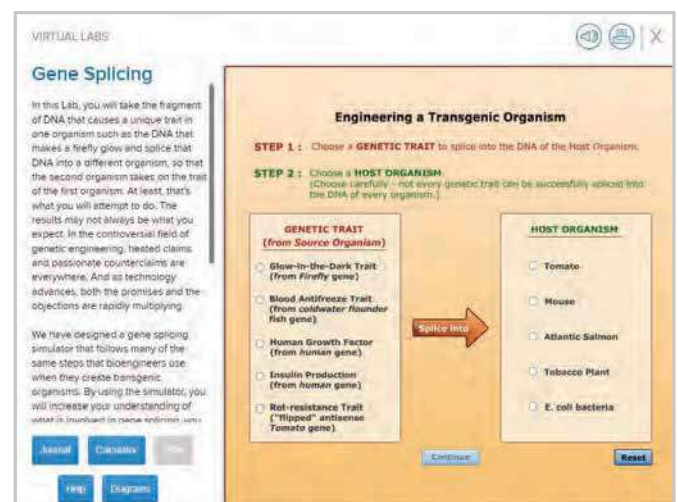 VIRTUAL LABS
X
Gene Splicing
In this Lab, you will take the fragment
of DNA that causes a unique trait in
one organism such as the DNA that
makes a firefly glow and splice that
DNA into a different organism, so that
the second organism takes on the trait
of the first organism. At least, that's
what you will attempt to do. The
results may not always be what you
expect. In the controversial field of
genetic engineering, heated claims
and passionate counterclaims are
everywhere. And as technology
advances, both the promises and the
objections are rapidly multiplying.
We have designed a gene splicing
simulator that follows many of the
same steps that bioengineers use
when they create transgenic
organisms. By using the simulator, you
will increase your understanding of
what is involved in gene splicing, you
Journal
Calculator
Help
Diagrams
Engineering a Transgenic Organism
STEP 1 : Choose a GENETIC TRAIT to splice into the DNA of the Host Organism.
STEP 2 : Choose a HOST ORGANISM
(Choose carefully - not every genetic trait can be successfully spliced into
the DNA of every organism.)
GENETIC TRAIT
(from Source Organism)
Glow-in-the-Dark Trait
(from Firefly gene)
Blood Antifreeze Trait
(from coldwater flounder
fish gene)
Human Growth Factor
(from human gene)
Insulin Production
(from human gene)
Rot-resistance Trait
("flipped" antisense
Tomato gene)
Splice into
HOST ORGANISM
Tomato
Mouse
Atlantic Salmon
Tobacco Plant
E. coli bacteria
Continue
Reset